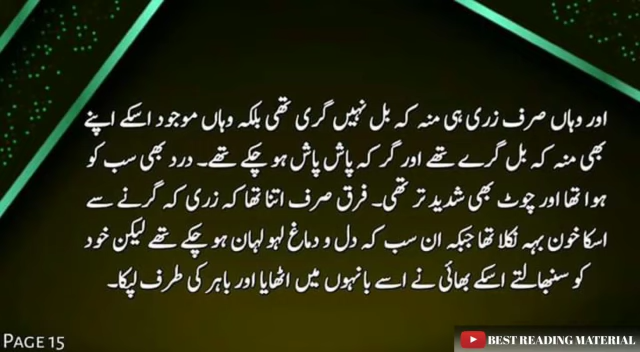 اور وہاں صرف زری ہی منہ کہ بل نہیں گری تھی بلکہ وہاں موجود اسکے اپنے
بھی منہ کہ بل گرے تھے اور گر کہ پاش پاش ہو چکے تھے۔ درد بھی سب کو
ہوا تھا اور چوٹ بھی شدید تر تھی۔ فرق صرف اتنا تھا کہ زری کہ گرنے سے
اسکا خون بہہ نکلا تھا جبکہ ان سب کہ دل و دماغ لہو لہان ہو چکے تھے لیکن خود
کو سنبھالتے اسکے بھائی نے اسے بانہوں میں اٹھایا اور باہر کی طرف لپکا۔
PAGE 15
BEST READING MATERIAL